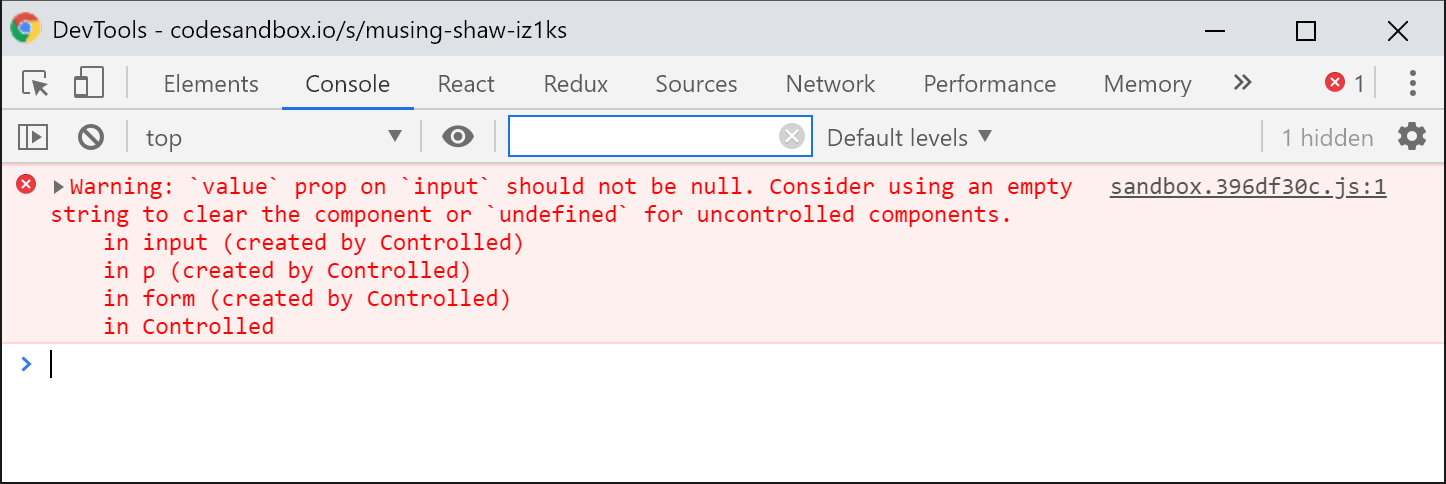 DevTools - codesandbox.io/s/musing-shaw-iz1ks
Elements Console React Redux Sources Network Performance Memory 1
top Default levels 1 hidden
Warning: `value` prop on `input` should not be null. Consider using an empty sandbox.396df30c.js:1
string to clear the component or `undefined` for uncontrolled components.
in input (created by Controlled)
in p (created by Controlled)
in form (created by Controlled)
in Controlled